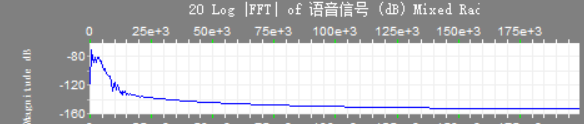 20 Log |FFT| of 语音信号 (dB) Mixed Rad
0 25e+3 50e+3 75e+3 100e+3 125e+3 150e+3 175e+3
Magnitude dB
-80
-120
-160